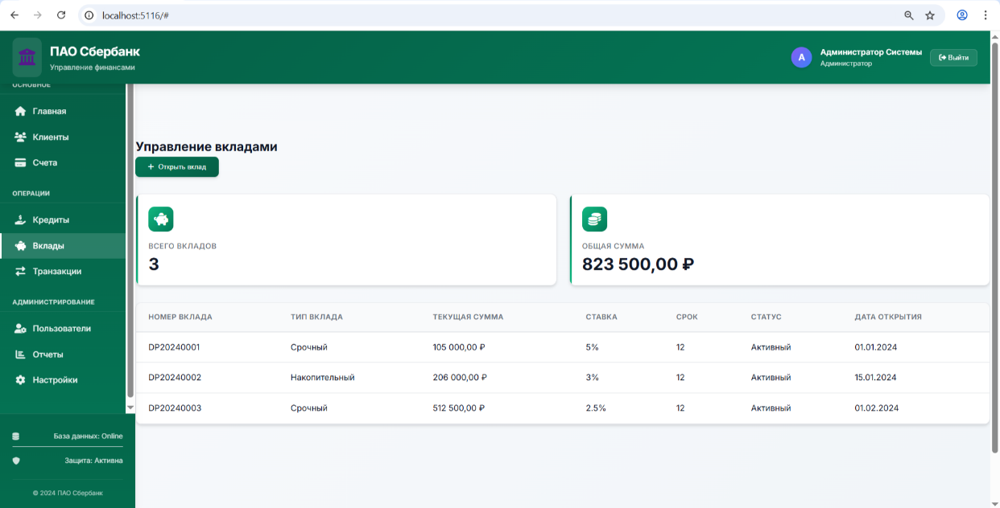 localhost:5116/#
ПАО Сбербанк
Управление финансами
А
Администратор Системы
Администратор
Выйти
ОСНОВНОЕ
Главная
Клиенты
Счета
ОПЕРАЦИИ
Кредиты
Вклады
Транзакции
АДМИНИСТРИРОВАНИЕ
Пользователи
Отчеты
Настройки
База данных: Online
Защита: Активна
© 2024 ПАО Сбербанк
Управление вкладами
+ Открыть вклад
ВСЕГО ВКЛАДОВ
3
ОБЩАЯ СУММА
823 500,00 ₽
НОМЕР ВКЛАДА ТИП ВКЛАДА ТЕКУЩАЯ СУММА СТАВКА СРОК СТАТУС ДАТА ОТКРЫТИЯ
DP20240001 Срочный 105 000,00 ₽ 5% 12 Активный 01.01.2024
DP20240002 Накопительный 206 000,00 ₽ 3% 12 Активный 15.01.2024
DP20240003 Срочный 512 500,00 ₽ 2.5% 12 Активный 01.02.2024